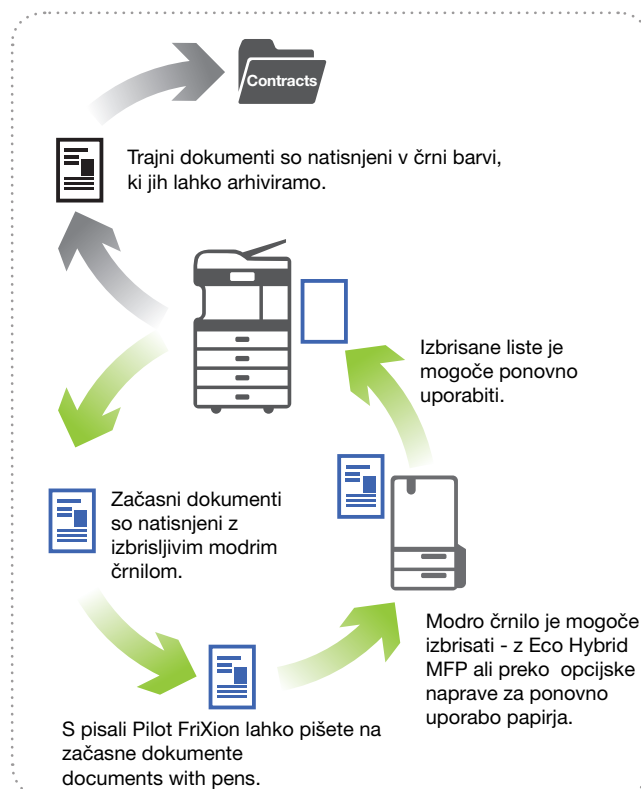 Contracts
Trajni dokumenti so natisnjeni v črni barvi,
ki jih lahko arhiviramo.
Izbrisane liste je
mogoče ponovno
uporabiti.
Začasni dokumenti
so natisnjeni z
izbrisljivim modrim
črnilom.
Modro črnilo je mogoče
izbrisati - z Eco Hybrid
MFP ali preko opcijske
naprave za ponovno
uporabo papirja.
S pisali Pilot FriXion lahko pišete na
začasne dokumente
documents with pens.